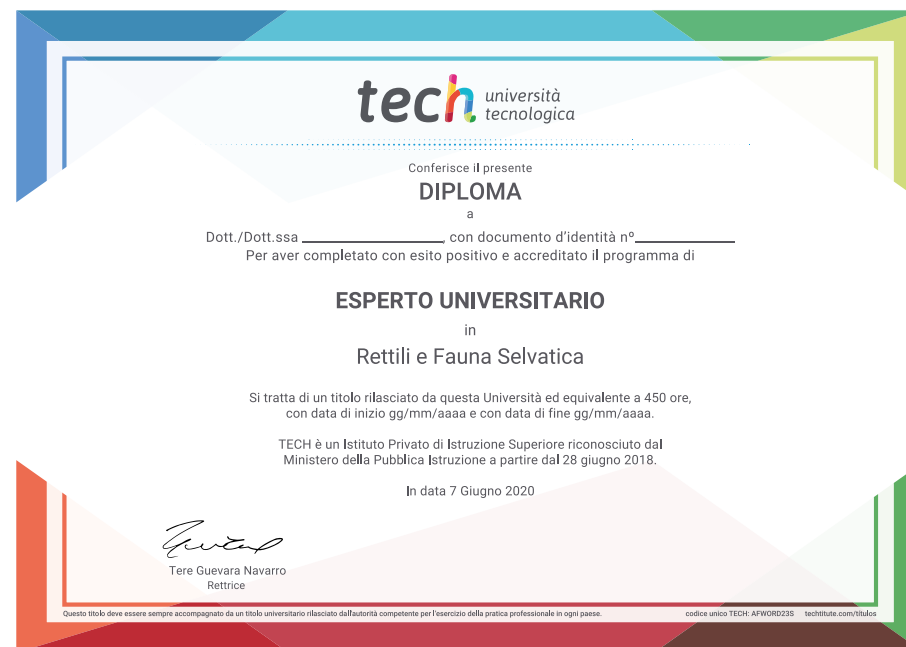 tech università
tecnologica
Conferisce il presente
DIPLOMA
a
Dott./Dott.ssa ____________________, con documento d'identità nº______________
Per aver completato con esito positivo e accreditato il programma di
ESPERTO UNIVERSITARIO
in
Rettili e Fauna Selvatica
Si tratta di un titolo rilasciato da questa Università ed equivalente a 450 ore,
con data di inizio gg/mm/aaaa e con data di fine gg/mm/aaaa.
TECH è un Istituto Privato di Istruzione Superiore riconosciuto dal
Ministero della Pubblica Istruzione a partire dal 28 giugno 2018.
In data 7 Giugno 2020
Tere Guevara Navarro
Rettrice
Questo titolo deve essere sempre accompagnato da un titolo universitario rilasciato dall'autorità competente per l'esercizio della pratica professionale in ogni paese. codice unico TECH: AFWORD23S techtitute.com/titulos